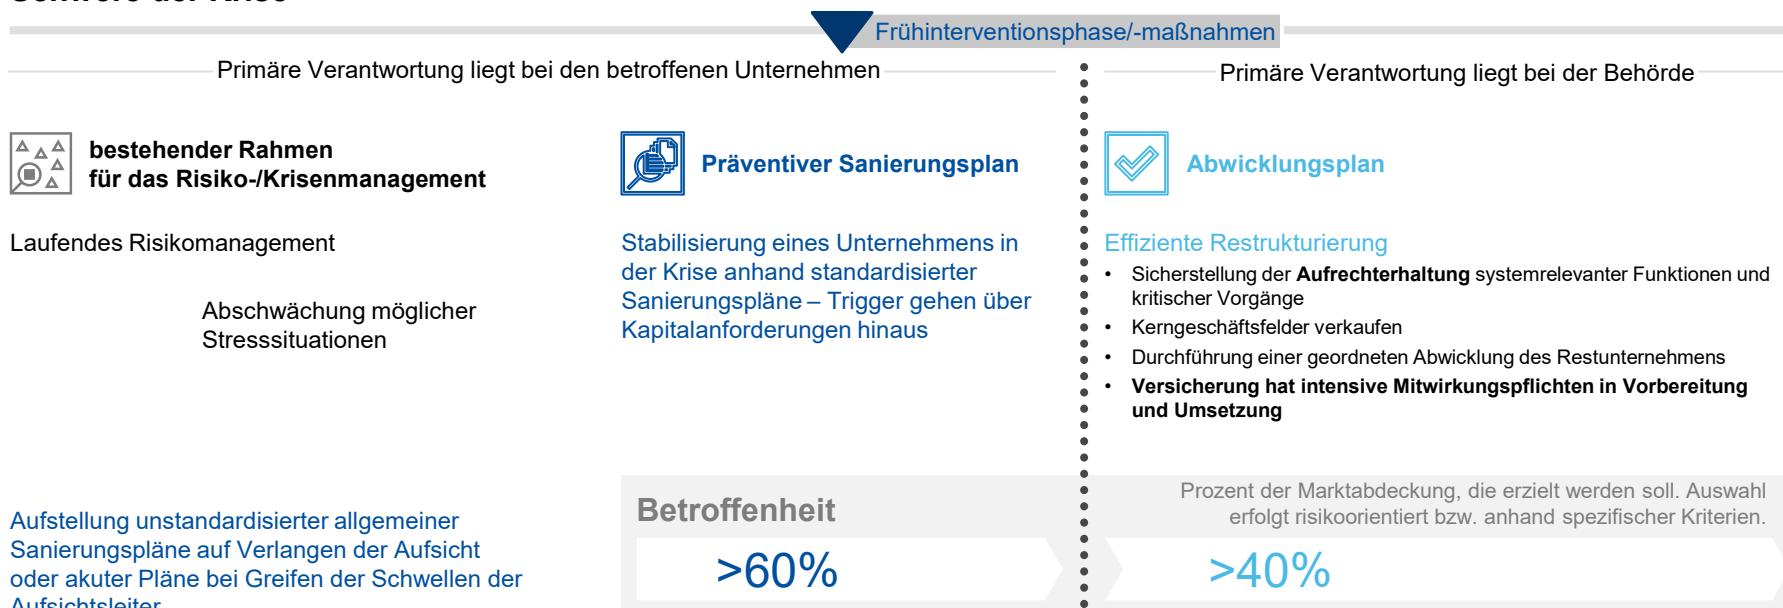 Schwere der Krise
Frühinterventionsphase/-maßnahmen
Primäre Verantwortung liegt bei den betroffenen Unternehmen
Primäre Verantwortung liegt bei der Behörde
bestehender Rahmen
für das Risiko-/Krisenmanagement
Präventiver Sanierungsplan
Abwicklungsplan
Laufendes Risikomanagement
Abschwächung möglicher
Stresssituationen
Stabilisierung eines Unternehmens in
der Krise anhand standardisierter
Sanierungspläne – Trigger gehen über
Kapitalanforderungen hinaus
Effiziente Restrukturierung
• Sicherstellung der Aufrechterhaltung systemrelevanter Funktionen und
kritischer Vorgänge
• Kerngeschäftsfelder verkaufen
• Durchführung einer geordneten Abwicklung des Restunternehmens
• Versicherung hat intensive Mitwirkungspflichten in Vorbereitung
und Umsetzung
Aufstellung unstandardisierter allgemeiner
Sanierungspläne auf Verlangen der Aufsicht
oder akuter Pläne bei Greifen der Schwellen der
Aufsichtsleiter
Betroffenheit
Prozent der Marktabdeckung, die erzielt werden soll. Auswahl
erfolgt risikoorientiert bzw. anhand spezifischer Kriterien.
>60%
>40%